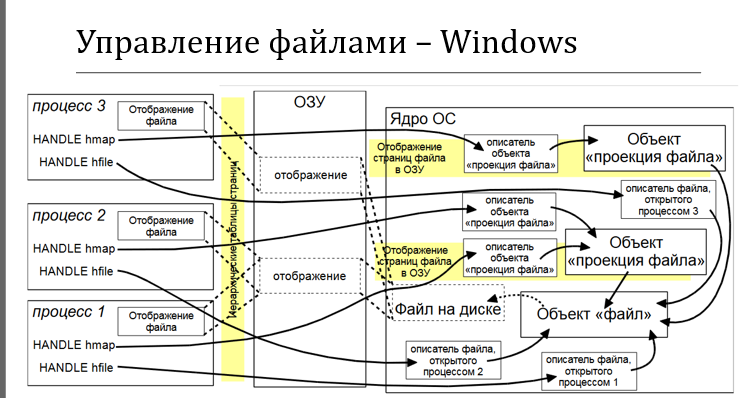 Управление файлами – Windows
процесс 3
Отображение
файла
HANDLE hmap
HANDLE hfile
процесс 2
Отображение
файла
HANDLE hmap
HANDLE hfile
процесс 1
Отображение
файла
HANDLE hmap
HANDLE hfile
Иерархические таблицы страниц
ОЗУ
отображение
отображение
Ядро ОС
Отображение
страниц файла
в ОЗУ
описатель
объекта
«проекция файла»
Объект
«проекция файла»
описатель файла,
открытого
процессом 3
описатель
объекта
«проекция файла»
Отображение
страниц файла
в ОЗУ
описатель
объекта
«проекция файла»
Объект
«проекция файла»
Файл на диске
Объект «файл»
описатель файла,
открытого
процессом 2
описатель файла,
открытого
процессом 1